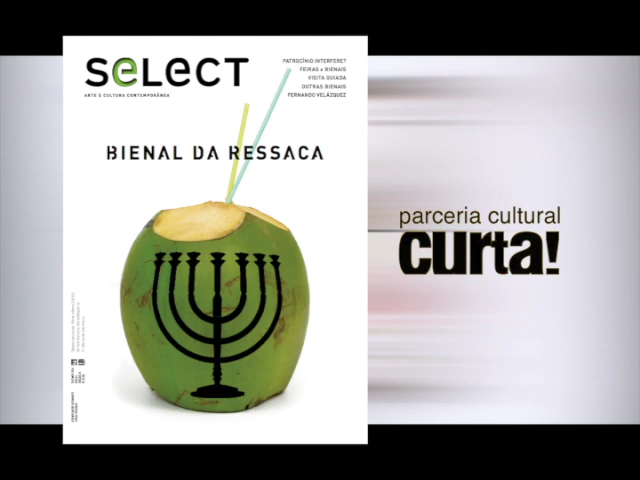 seLecT
ARTE E CULTURA CONTEMPORÂNEA
PATROCÍNIO INTERFERE?
FEIRAS x BIENAIS
VISITA GUIADA
OUTRAS BIENAIS
FERNANDO VELÁZQUEZ
BIENAL DA RESSACA
parceria cultural
curta!